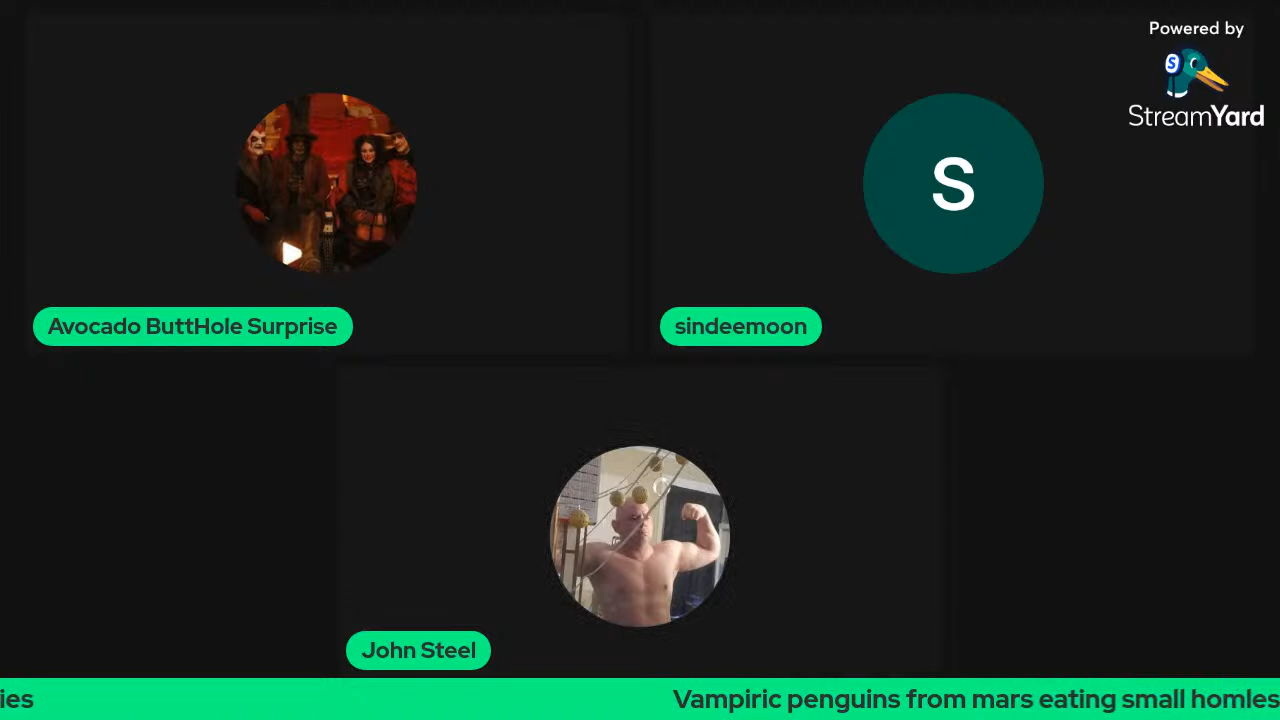 Powered by
S
StreamYard
S
Avocado ButtHole Surprise
sindeemoon
John Steel
ies
Vampiric penguins from mars eating small homles